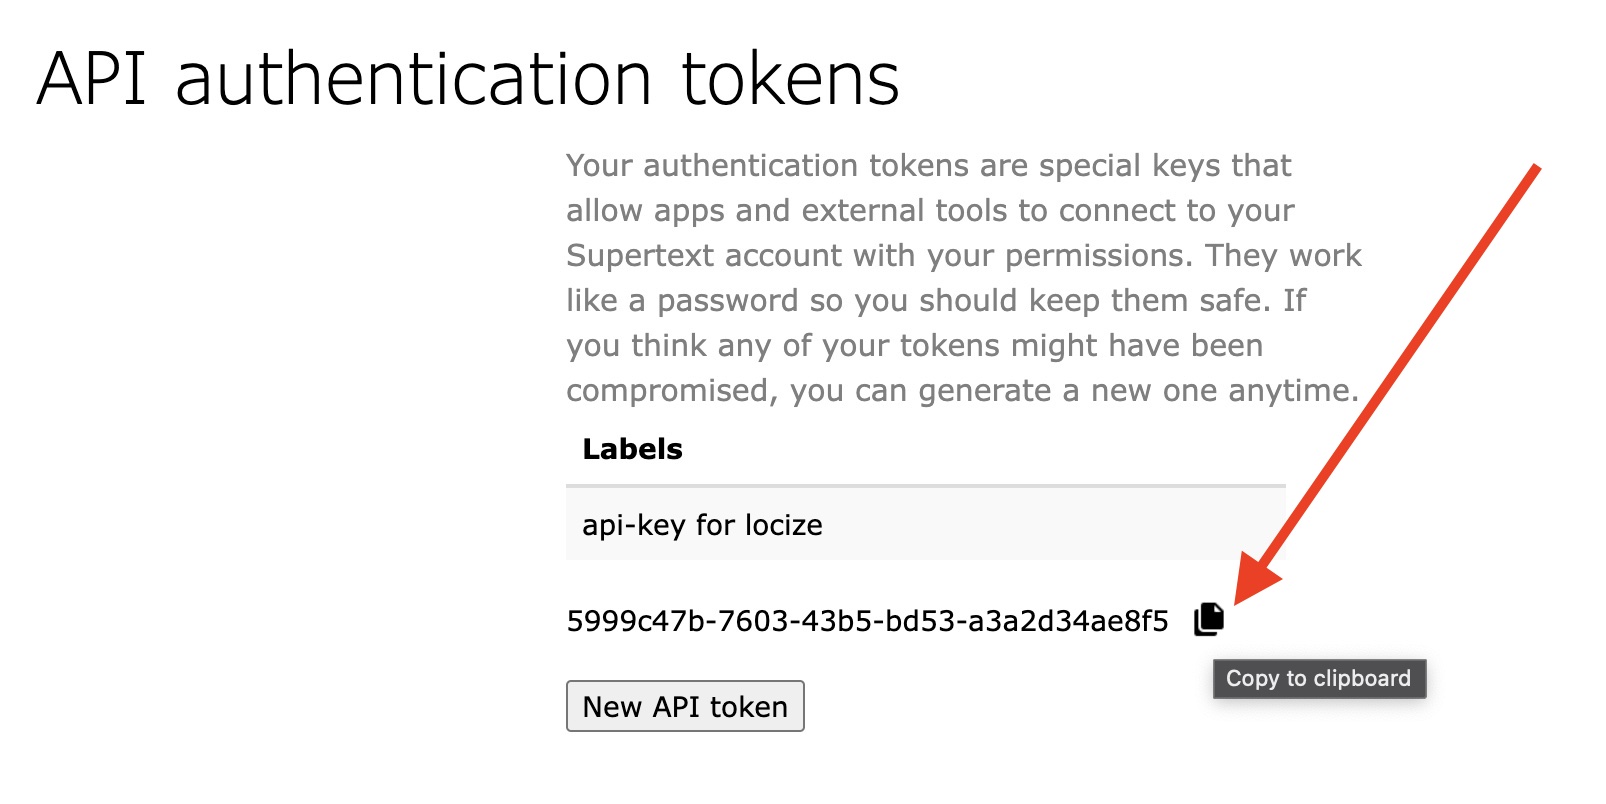 API authentication tokens
Your authentication tokens are special keys that
allow apps and external tools to connect to your
Supertext account with your permissions. They work
like a password so you should keep them safe. If
you think any of your tokens might have been
compromised, you can generate a new one anytime.
Labels
api-key for locize
5999c47b-7603-43b5-bd53-a3a2d34ae8f5
Copy to clipboard
New API token